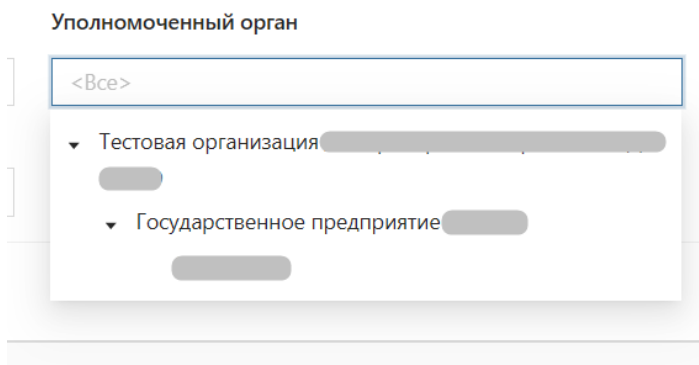 Уполномоченный орган
<Все>
Тестовая организация
Государственное предприятие